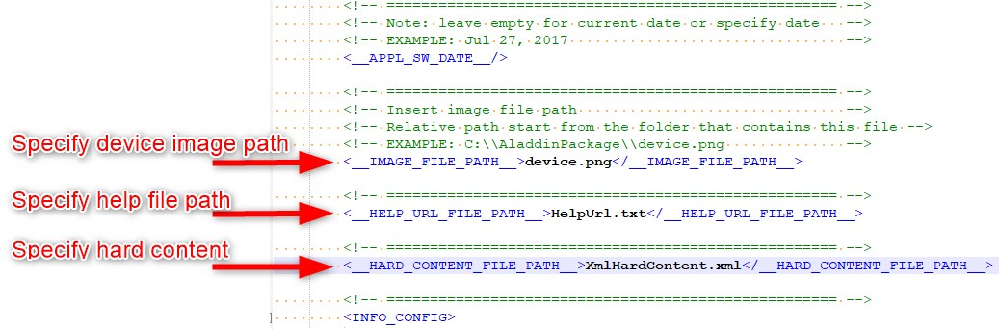 <!-- =================================================== -->
<!-- Note: leave empty for current date or specify date -->
<!-- EXAMPLE: Jul 27, 2017 -->
<__APPL_SW_DATE__/>
<!-- =================================================== -->
<!-- Insert image file path -->
<!-- Relative path start from the folder that contains this file -->
<!-- EXAMPLE: C:\\AladdinPackage\\device.png -->
Specify device image path
<__IMAGE_FILE_PATH__>device.png</__IMAGE_FILE_PATH__>
<!-- =================================================== -->
Specify help file path
<__HELP_URL_FILE_PATH__>HelpUrl.txt</__HELP_URL_FILE_PATH__>
<!-- =================================================== -->
Specify hard content
<__HARD_CONTENT_FILE_PATH__>XmlHardContent.xml</__HARD_CONTENT_FILE_PATH__>
<!-- =================================================== -->
<INFO_CONFIG>